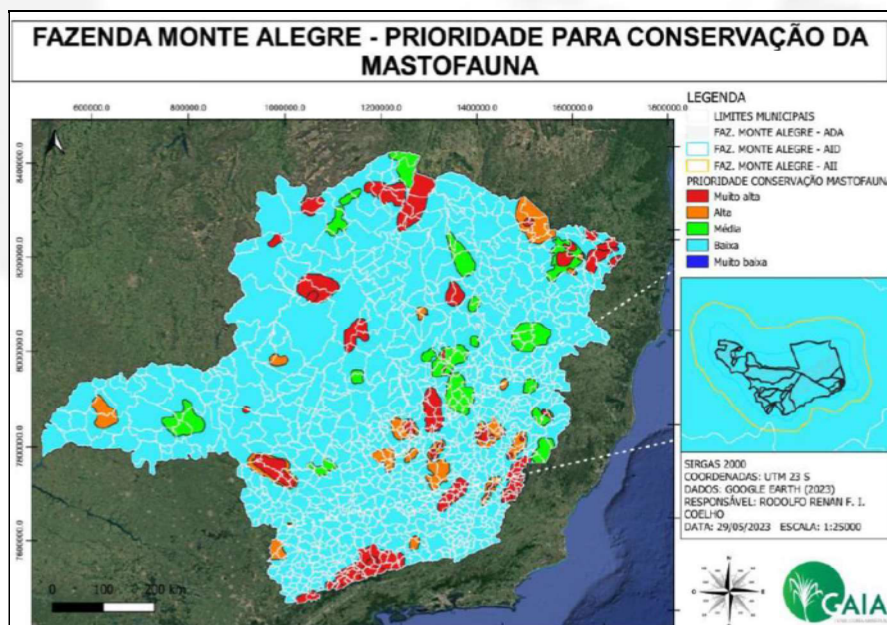 FAZENDA MONTE ALEGRE - PRIORIDADE PARA CONSERVAÇÃO DA
MASTOFAUNA
600000.0 800000.0 1000000.0 1200000.0 1400000.0 1600000.0 1800000.0
8400000.0
8200000.0
8000000.0
7800000.0
7600000.0
0 100 200 km
LEGENDA
LIMITES MUNICIPAIS
FAZ. MONTE ALEGRE - ADA
FAZ. MONTE ALEGRE - AID
FAZ. MONTE ALEGRE - AII
PRIORIDADE CONSERVAÇÃO MASTOFAUNA
Muito alta
Alta
Média
Baixa
Muito baixa
SIRGAS 2000
COORDENADAS: UTM 23 S
DADOS: GOOGLE EARTH (2023)
RESPONSÁVEL: RODOLFO RENAN F. I.
COELHO
DATA: 29/05/2023 ESCALA: 1:25000
N
O E
S
GAIA